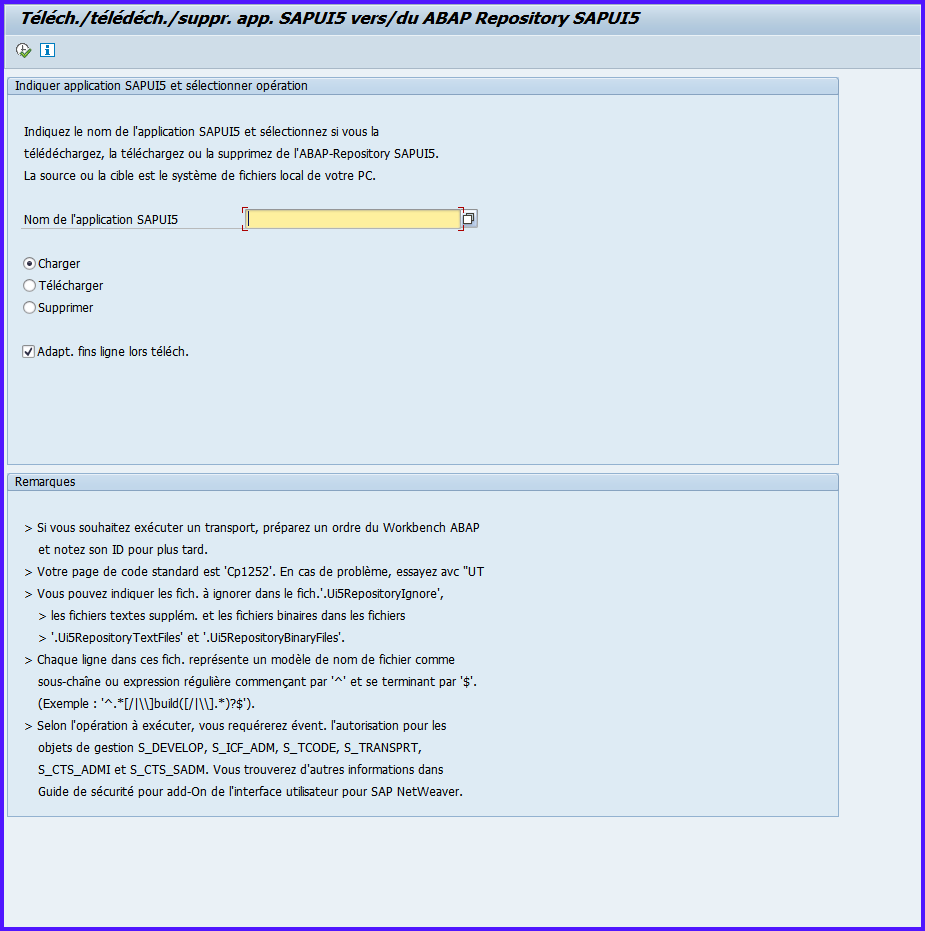 Téléch./télédéch./suppr. app. SAPUI5 vers/du ABAP Repository SAPUI5
Indiquer application SAPUI5 et sélectionner opération
Indiquez le nom de l'application SAPUI5 et sélectionnez si vous la
télédéchargez, la téléchargez ou la supprimez de l'ABAP-Repository SAPUI5.
La source ou la cible est le système de fichiers local de votre PC.
Nom de l'application SAPUI5
Charger
Télécharger
Supprimer
Adapt. fins ligne lors téléch.
Remarques
> Si vous souhaitez exécuter un transport, préparez un ordre du Workbench ABAP
et notez son ID pour plus tard.
> Votre page de code standard est 'Cp1252'. En cas de problème, essayez avc "UT
> Vous pouvez indiquer les fich. à ignorer dans le fich.'.Ui5RepositoryIgnore',
> les fichiers textes supplém. et les fichiers binaires dans les fichiers
> '.Ui5RepositoryTextFiles' et '.Ui5RepositoryBinaryFiles'.
> Chaque ligne dans ces fich. représente un modèle de nom de fichier comme
sous-chaîne ou expression régulière commençant par '^' et se terminant par '$'.
(Exemple : '^.*[/|\\]build([/|\\].*)?$').
> Selon l'opération à exécuter, vous requérerez évent. l'autorisation pour les
objets de gestion S_DEVELOP, S_ICF_ADM, S_TCODE, S_TRANSPRT,
S_CTS_ADMI et S_CTS_SADM. Vous trouverez d'autres informations dans
Guide de sécurité pour add-On de l'interface utilisateur pour SAP NetWeaver.